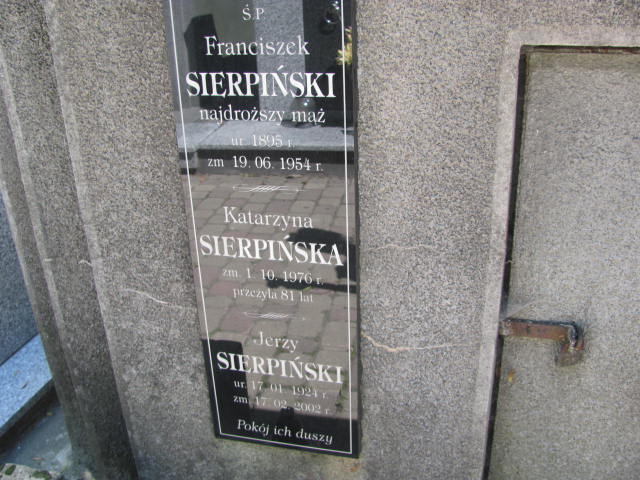 Ś.P.
Franciszek
SIERPIŃSKI
najdroższy mąż
ur. 1895 r.
zm. 19. 06. 1954 r.
Katarzyna
SIERPIŃSKA
zm. 1. 10. 1976 r.
przeżyła 81 lat
Jerzy
SIERPIŃSKI
ur. 17. 01. 1924 r.
zm. 17. 02. 2002 r.
Pokój ich duszy